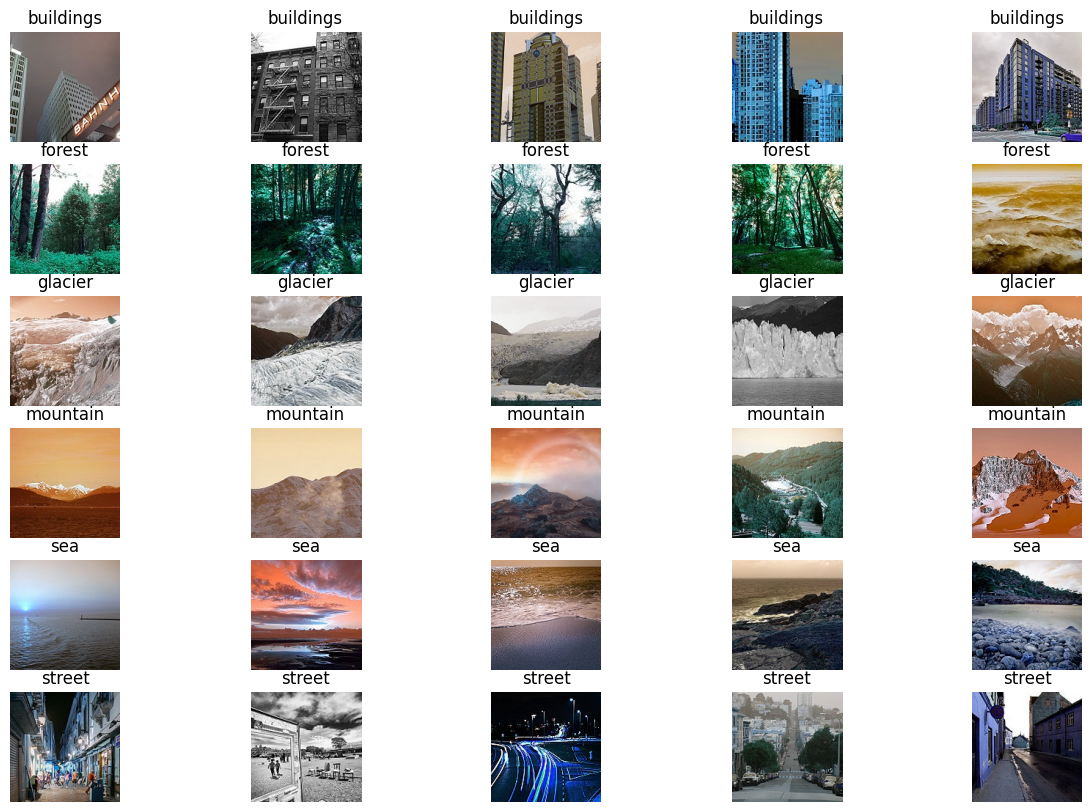 buildings buildings buildings buildings buildings
BAHNH
forest forest forest forest forest
glacier glacier glacier glacier glacier
mountain mountain mountain mountain mountain
sea sea sea sea sea
street street street street street